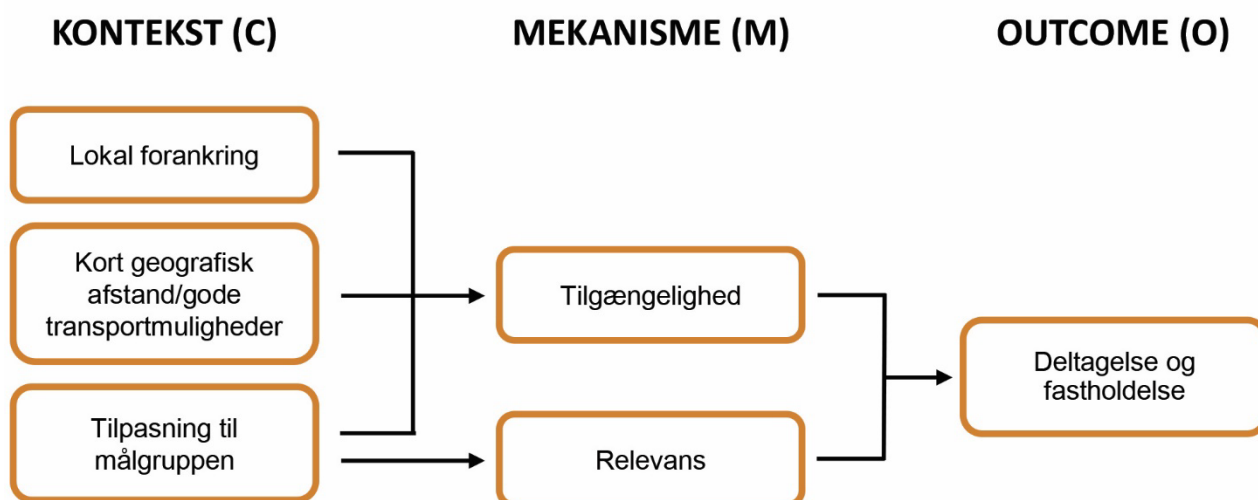 KONTEKST (C)
MEKANISME (M)
OUTCOME (O)
Lokal forankring
Kort geografisk
afstand/gode
transportmuligheder
Tilpasning til
målgruppen
Tilgængelighed
Relevans
Deltagelse og
fastholdelse